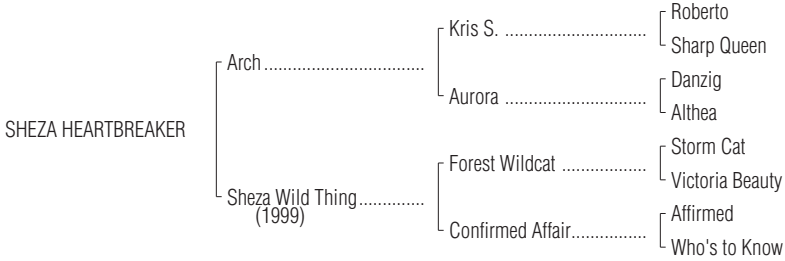 Roberto
Kris S. ..............................
Sharp Queen
Arch ..................................
Danzig
Aurora ..............................
Althea
SHEZA HEARTBREAKER
Storm Cat
Forest Wildcat ..................
Victoria Beauty
Sheza Wild Thing..............
(1999)
Affirmed
Confirmed Affair................
Who's to Know